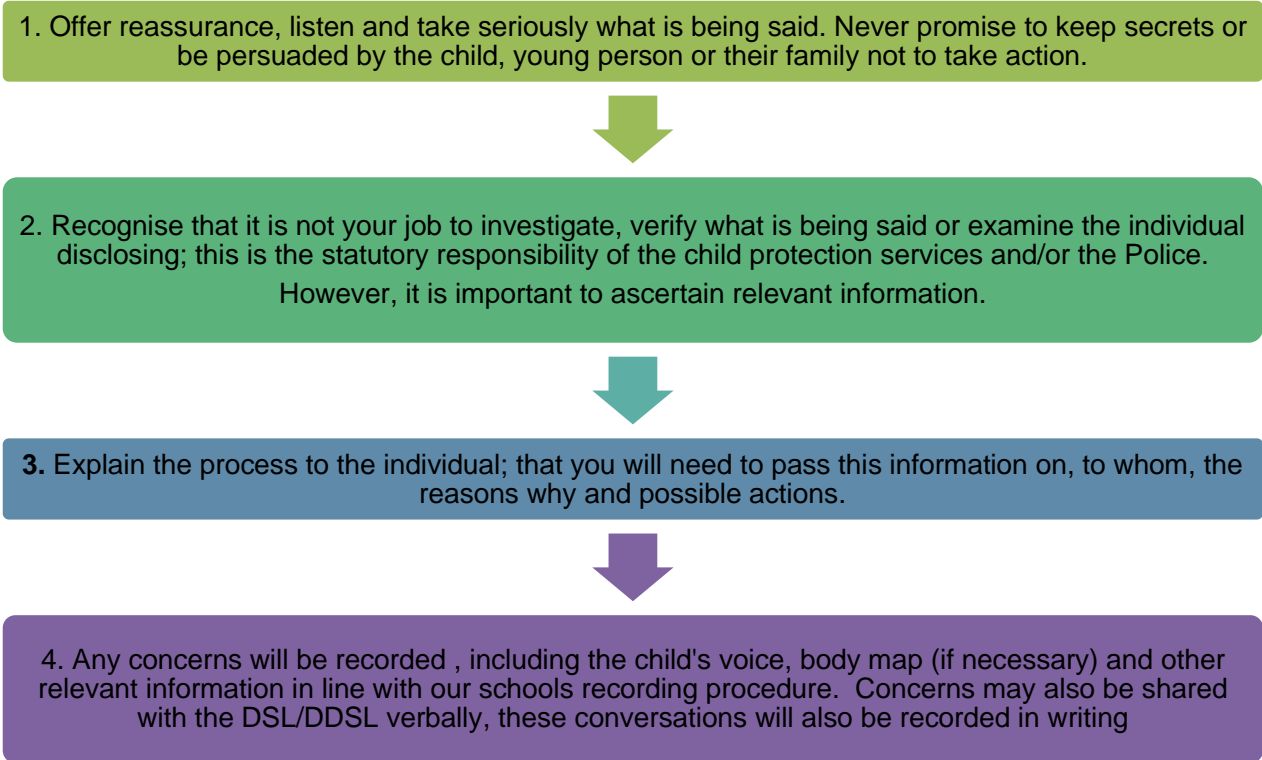 1. Offer reassurance, listen and take seriously what is being said. Never promise to keep secrets or
be persuaded by the child, young person or their family not to take action.
2. Recognise that it is not your job to investigate, verify what is being said or examine the individual
disclosing; this is the statutory responsibility of the child protection services and/or the Police.
However, it is important to ascertain relevant information.
3. Explain the process to the individual; that you will need to pass this information on, to whom, the
reasons why and possible actions.
4. Any concerns will be recorded , including the child's voice, body map (if necessary) and other
relevant information in line with our schools recording procedure. Concerns may also be shared
with the DSL/DDSL verbally, these conversations will also be recorded in writing